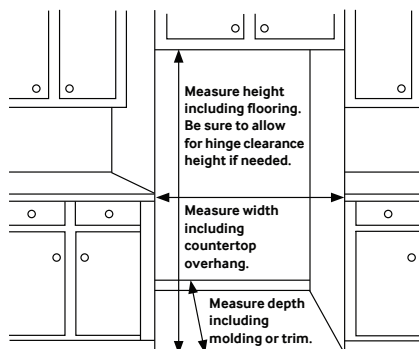 Measure height
including flooring.
Be sure to allow
for hinge clearance
height if needed.
Measure width
including
countertop
overhang.
Measure depth
including
molding or trim.